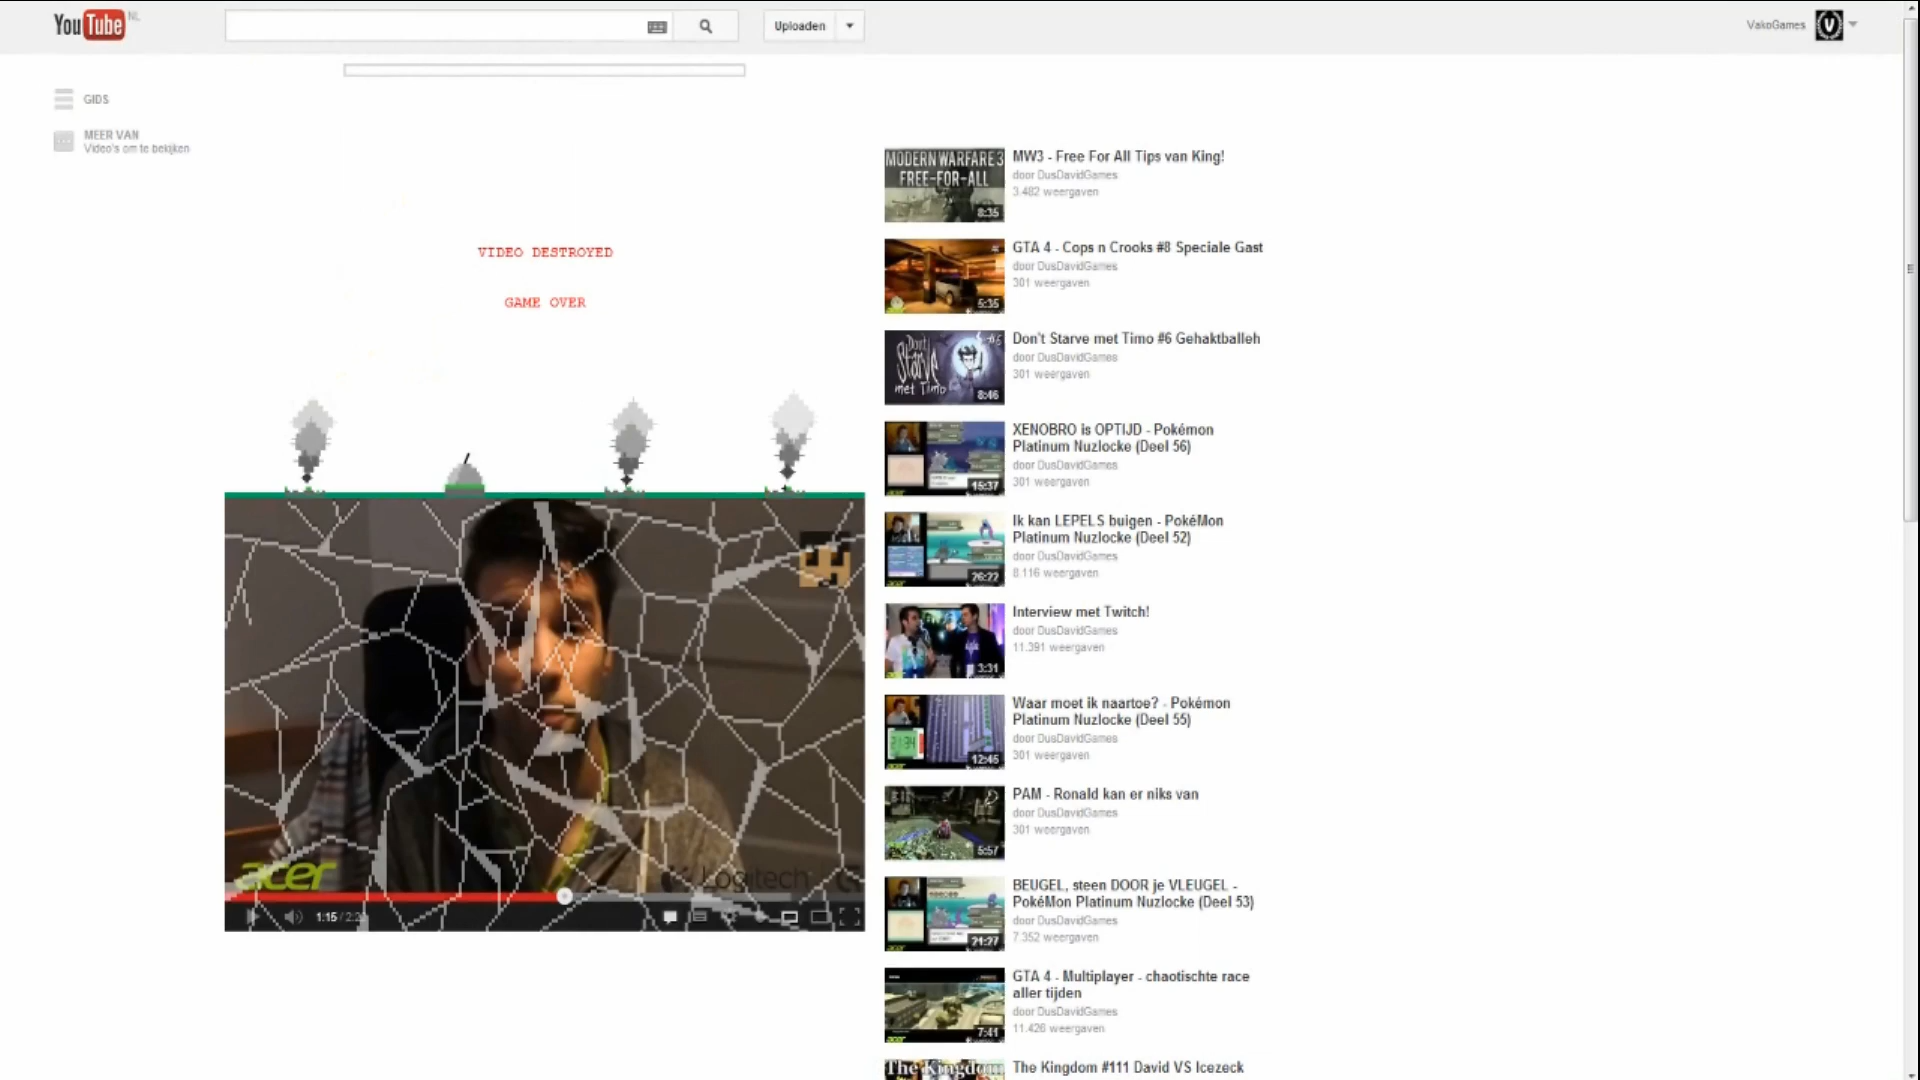 YouTube NL
Uploaden
VakoGames
GIDS
MEER VAN
Video's om te bekijken
VIDEO DESTROYED
GAME OVER
acer
Logitech
1:15
MODERN WARFARE 3
FREE-FOR-ALL
8:35
MW3 - Free For All Tips van King!
door DusDavidGames
3.482 weergaven
5:35
GTA 4 - Cops n Crooks #8 Speciale Gast
door DusDavidGames
301 weergaven
Don't
Starve
met Timo
8:46
Don't Starve met Timo #6 Gehaktballeh
door DusDavidGames
301 weergaven
15:37
XENOBRO is OPTIJD - Pokémon
Platinum Nuzlocke (Deel 56)
door DusDavidGames
301 weergaven
26:22
Ik kan LEPELS buigen - PokéMon
Platinum Nuzlocke (Deel 52)
door DusDavidGames
8.116 weergaven
3:31
Interview met Twitch!
door DusDavidGames
11.391 weergaven
21:34
12:45
Waar moet ik naartoe? - Pokémon
Platinum Nuzlocke (Deel 55)
door DusDavidGames
301 weergaven
5:57
PAM - Ronald kan er niks van
door DusDavidGames
301 weergaven
21:27
BEUGEL, steen DOOR je VLEUGEL -
PokéMon Platinum Nuzlocke (Deel 53)
door DusDavidGames
7.352 weergaven
acer
7:41
GTA 4 - Multiplayer - chaotischte race
aller tijden
door DusDavidGames
11.426 weergaven
The Kingdom
The Kingdom #111 David VS Icezeck